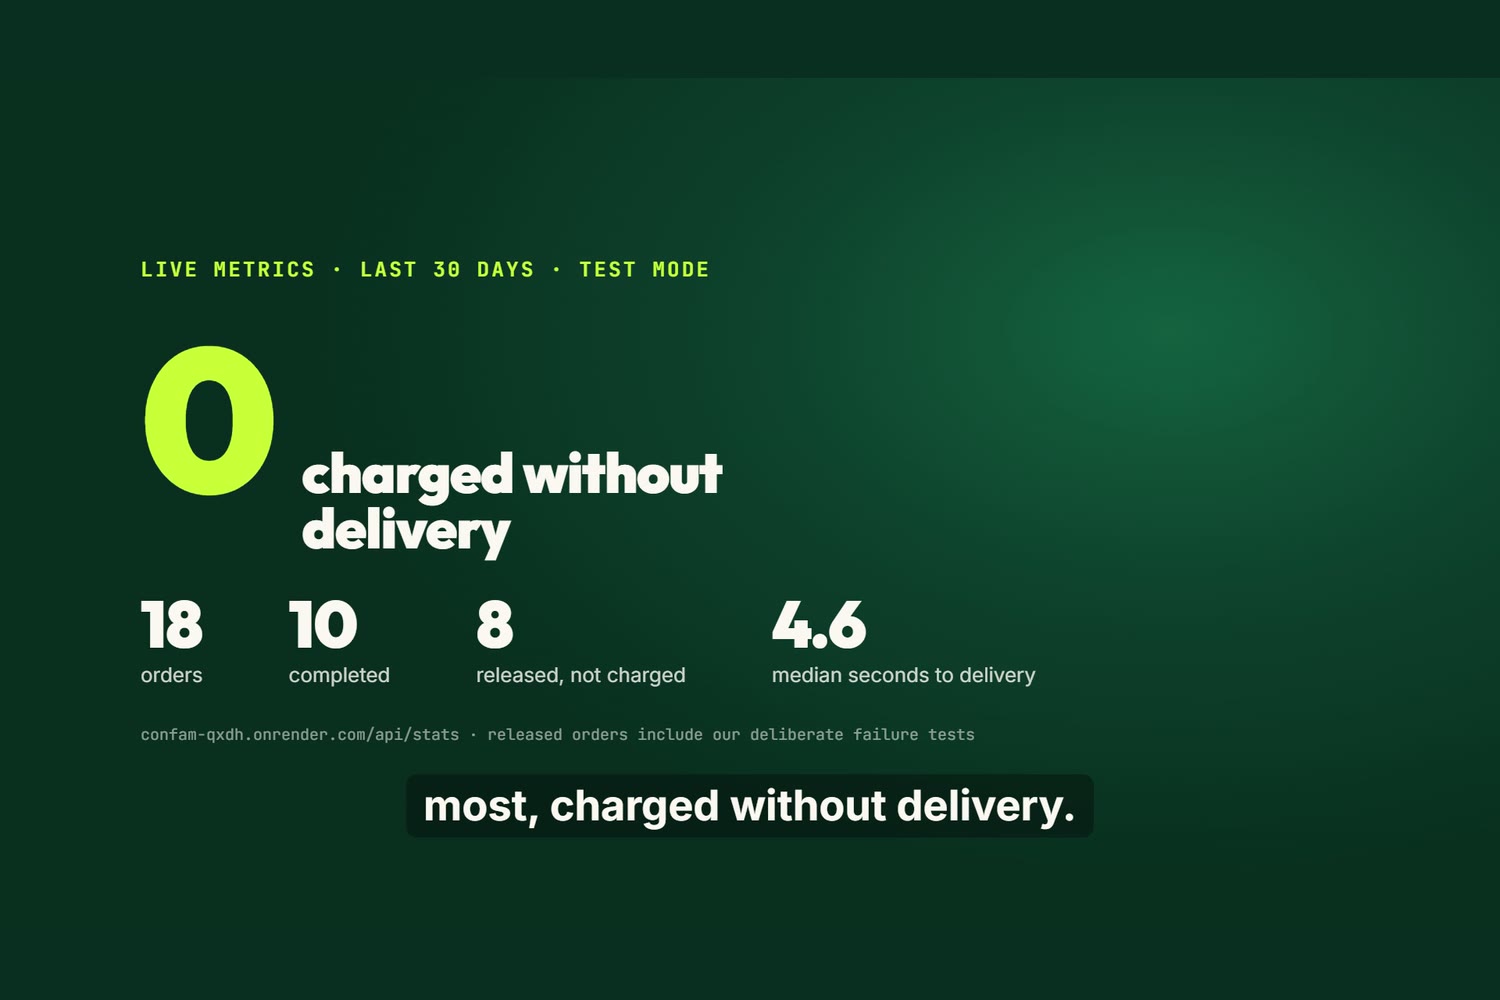 LIVE METRICS · LAST 30 DAYS · TEST MODE
0
charged without
delivery
18 10 8 4.6
orders completed released, not charged median seconds to delivery
confam-qxdh.onrender.com/api/stats · released orders include our deliberate failure tests
most, charged without delivery.